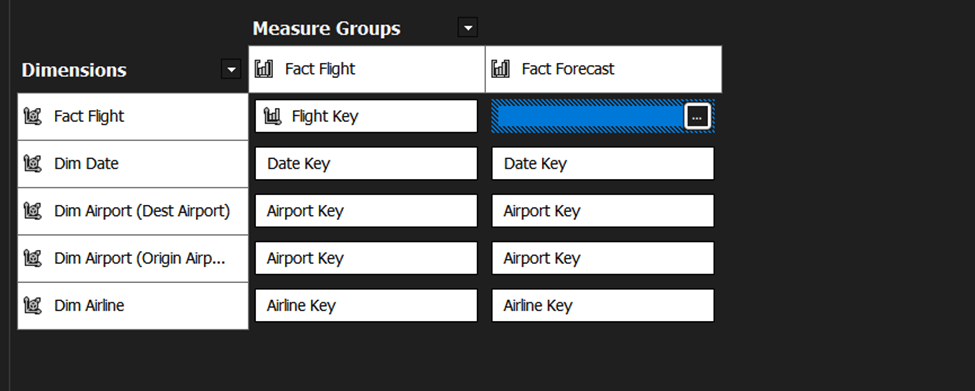 Measure Groups
Dimensions
Fact Flight
Fact Forecast
Fact Flight
Flight Key
...
Dim Date
Date Key
Date Key
Dim Airport (Dest Airport)
Airport Key
Airport Key
Dim Airport (Origin Airp...
Airport Key
Airport Key
Dim Airline
Airline Key
Airline Key